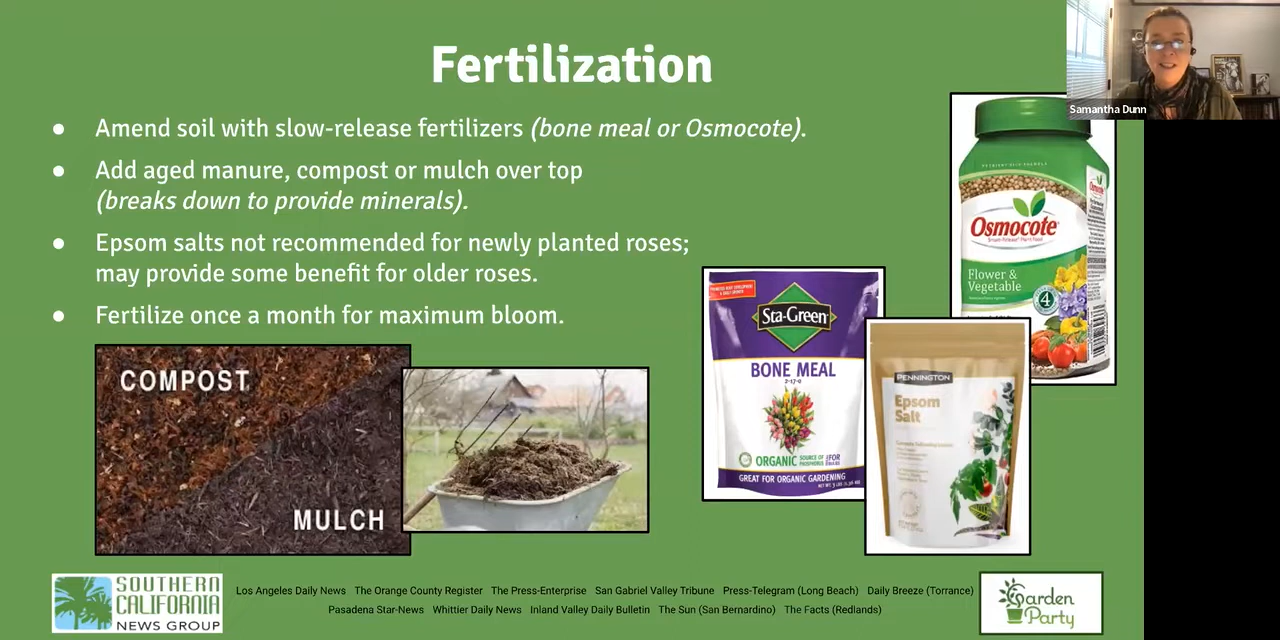 Fertilization
Samantha Dunn
● Amend soil with slow-release fertilizers (bone meal or Osmocote).
● Add aged manure, compost or mulch over top
(breaks down to provide minerals).
● Epsom salts not recommended for newly planted roses;
may provide some benefit for older roses.
● Fertilize once a month for maximum bloom.
COMPOST
MULCH
Sta-Green
BONE MEAL
2-17-0
ORGANIC SOURCE OF PHOSPHORUS FOR
GREAT FOR ORGANIC GARDENING
PENNINGTON
Epsom
Salt
Osmocote
Flower &
Vegetable
4
SOUTHERN
CALIFORNIA
NEWS GROUP
Los Angeles Daily News The Orange County Register The Press-Enterprise San Gabriel Valley Tribune Press-Telegram (Long Beach) Daily Breeze (Torrance)
Pasadena Star-News Whittier Daily News Inland Valley Daily Bulletin The Sun (San Bernardino) The Facts (Redlands)
Garden
Party